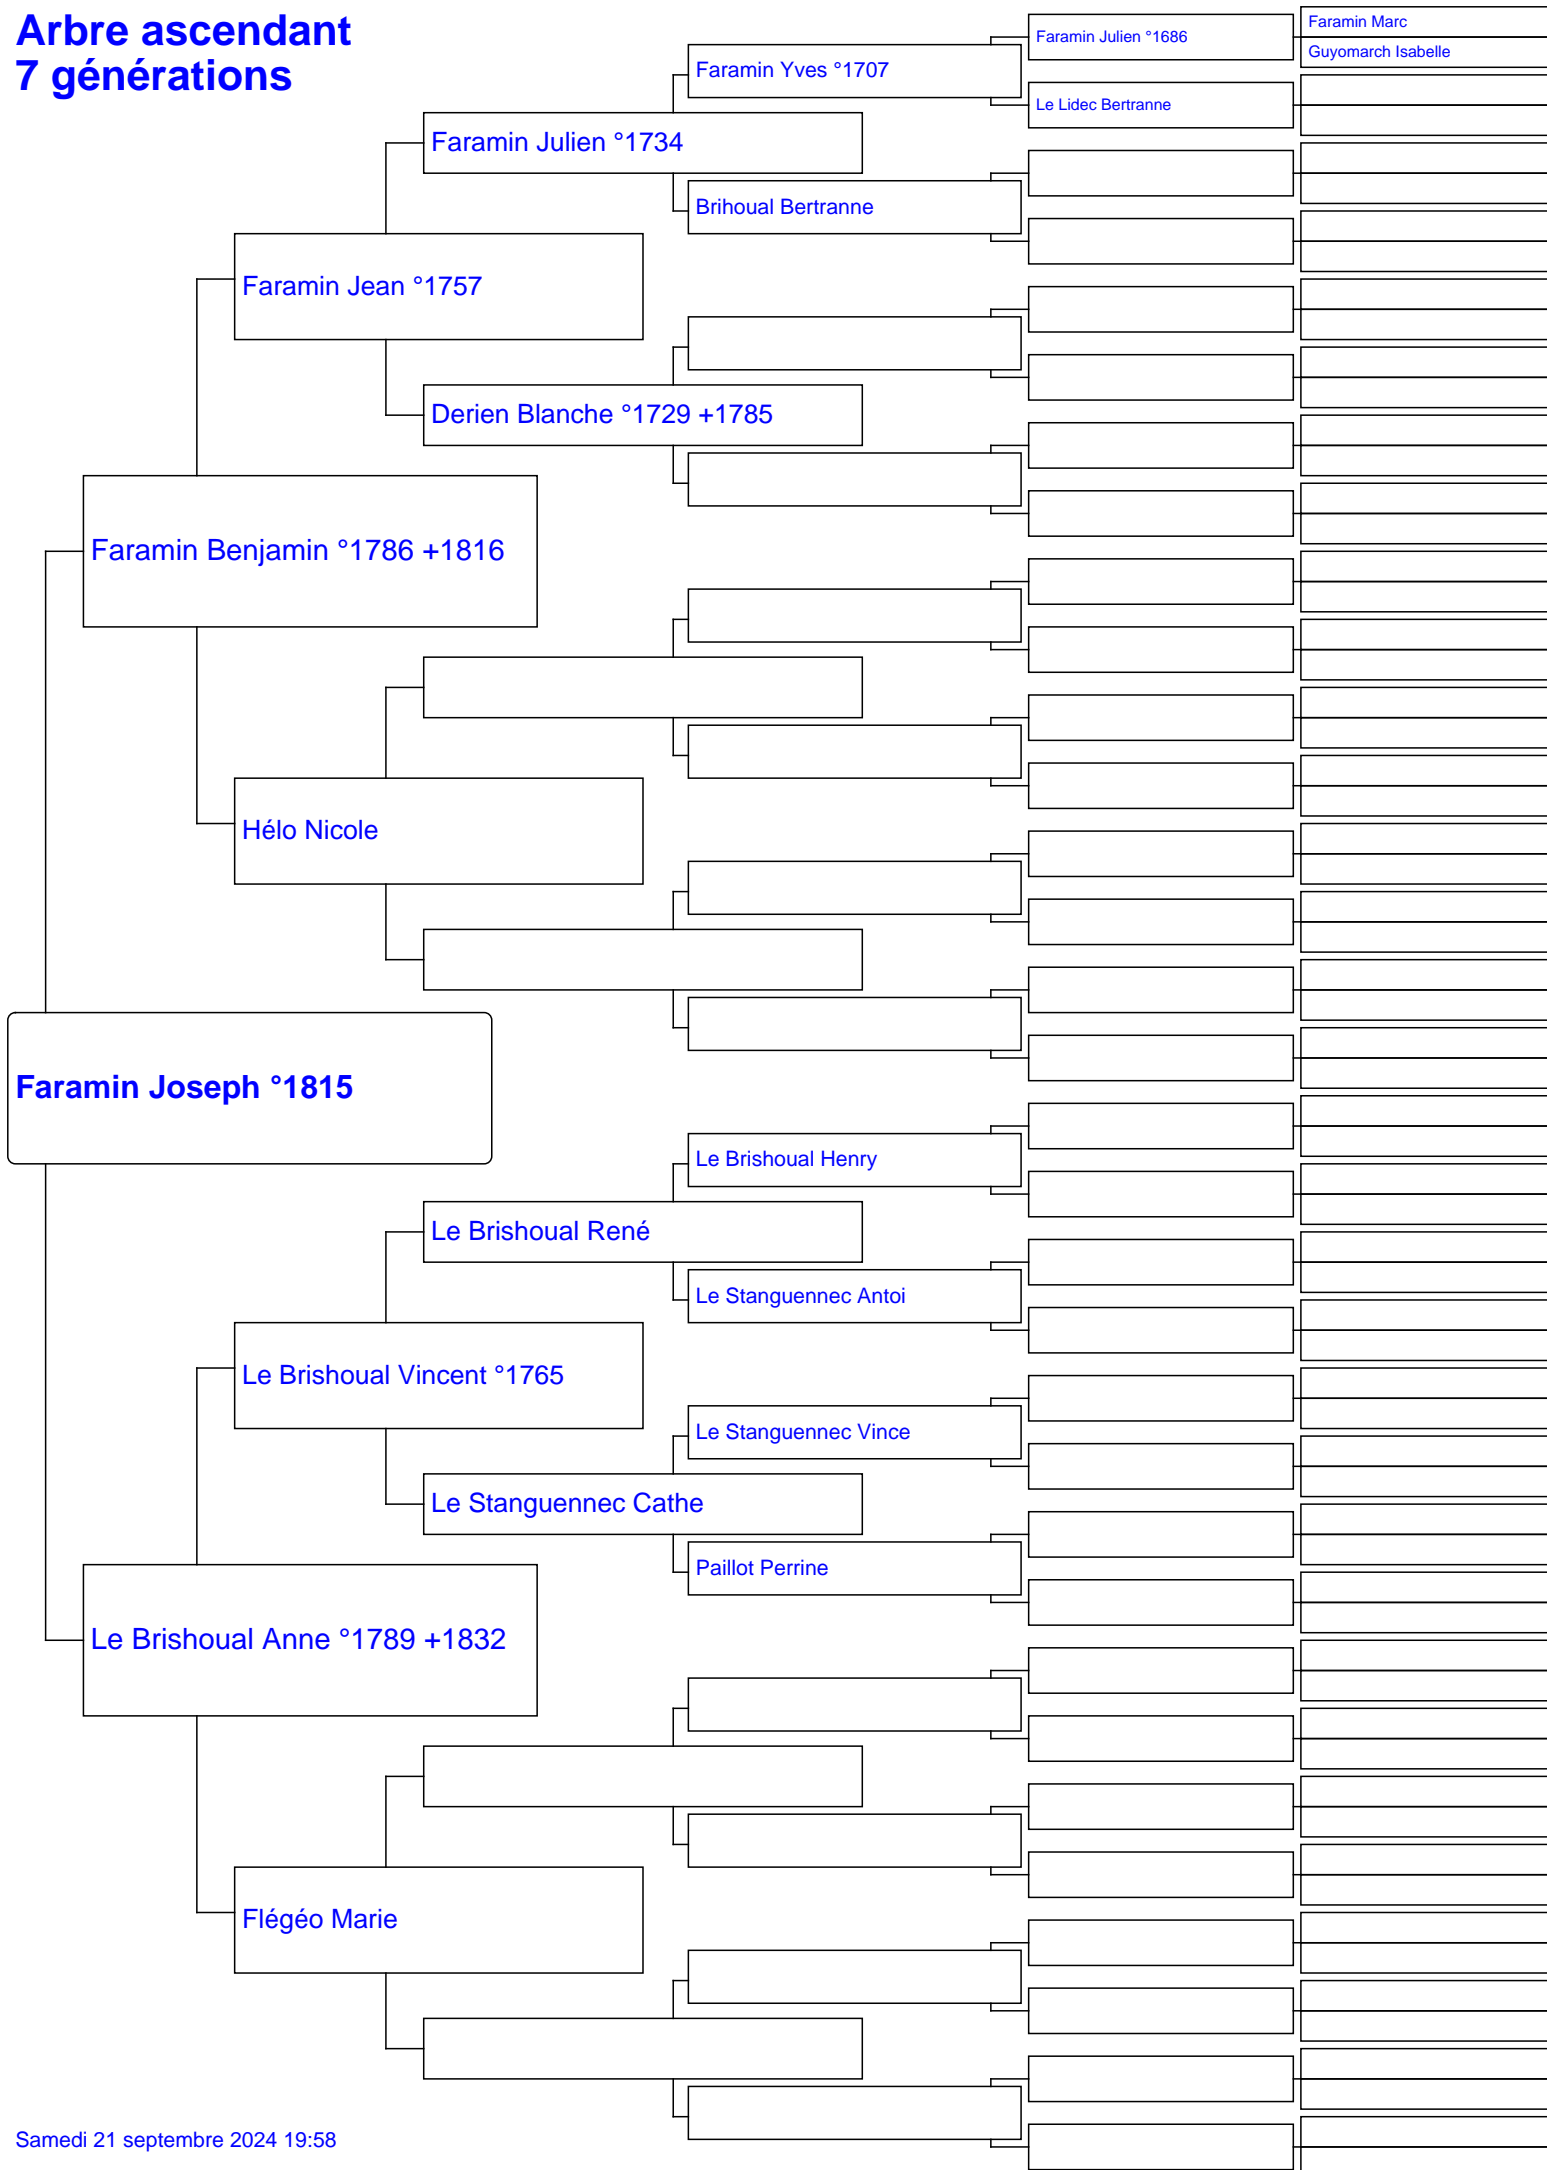 Arbre ascendant
7 générations
Faramin Marc
Faramin Julien °1686
Guyomarch Isabelle
Faramin Yves °1707
Le Lidec Bertranne
Faramin Julien °1734
Brihoual Bertranne
Faramin Jean °1757
Derien Blanche °1729 +1785
Faramin Benjamin °1786 +1816
Hélo Nicole
Faramin Joseph °1815
Le Brishoual Henry
Le Brishoual René
Le Stanguennec Antoi
Le Brishoual Vincent °1765
Le Stanguennec Vince
Le Stanguennec Cathe
Paillot Perrine
Le Brishoual Anne °1789 +1832
Flégéo Marie
Samedi 21 septembre 2024 19:58